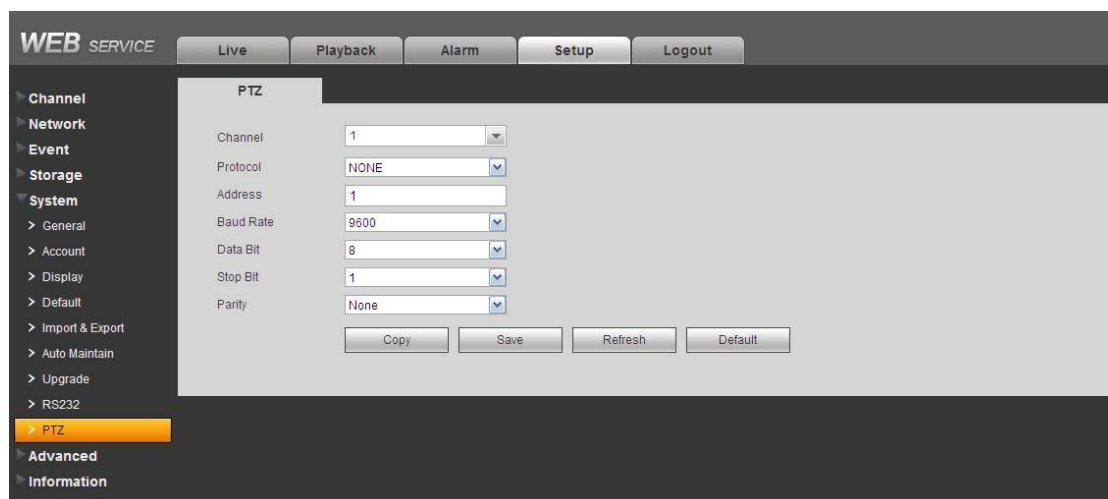 WEB SERVICE
Live
Playback
Alarm
Setup
Logout
Channel
Network
Event
Storage
System
> General
> Account
> Display
> Default
> Import & Export
> Auto Maintain
> Upgrade
> RS232
> PTZ
Advanced
Information
PTZ
Channel 1
Protocol NONE
Address 1
Baud Rate 9600
Data Bit 8
Stop Bit 1
Parity None
Copy
Save
Refresh
Default